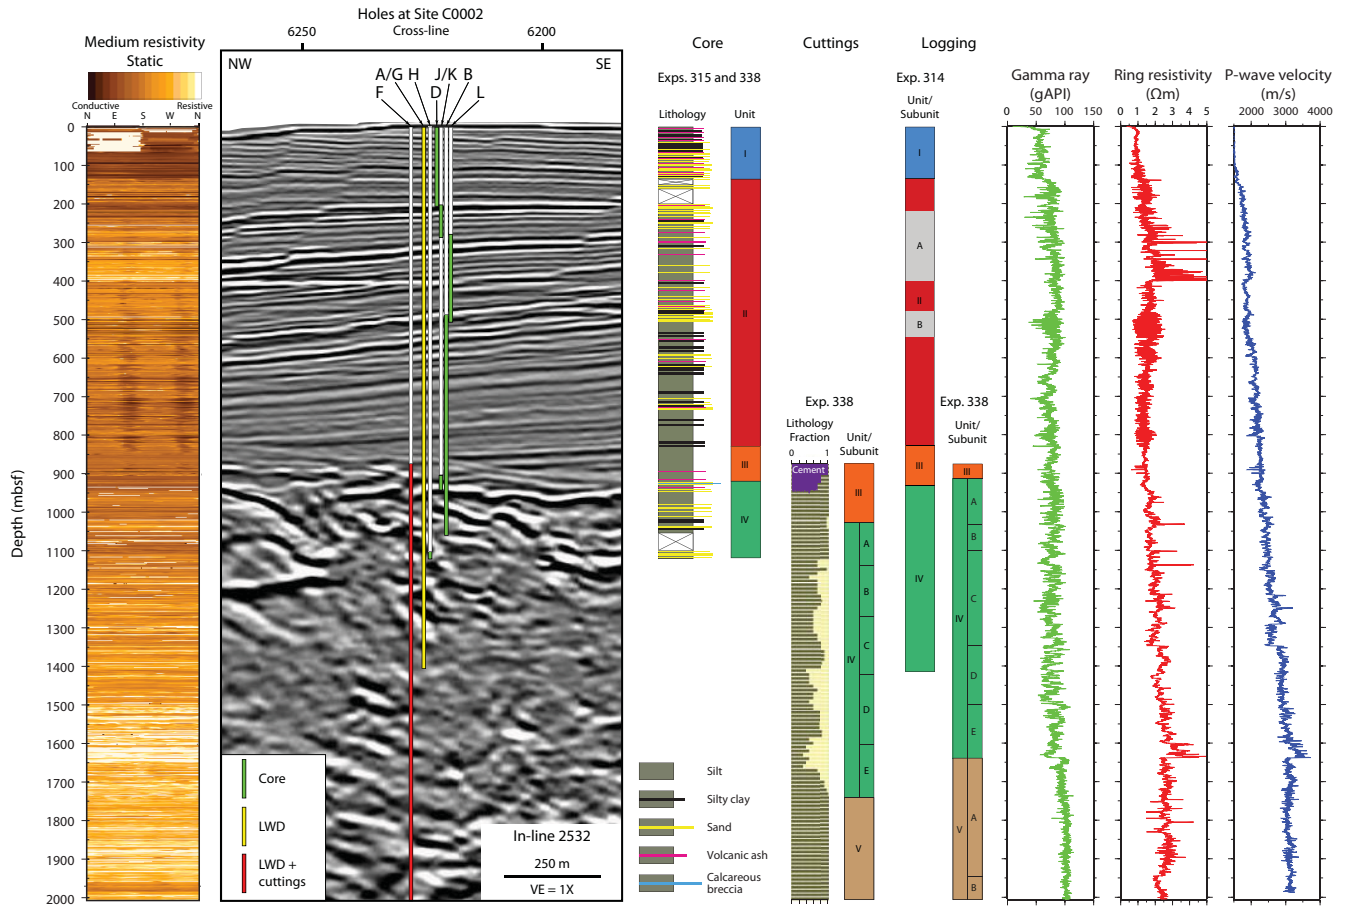 Holes at Site C0002
Cross-line
6250
6200
Medium resistivity
Static
Conductive
Resistive
N E S W N
NW
SE
A/G H J/K B
F D L
Core
Cuttings
Logging
Exps. 315 and 338
Exp. 314
Lithology
Unit
Unit/
Subunit
Gamma ray
(gAPI)
0 50 100 150
Ring resistivity
(Ωm)
0 1 2 3 4 5
P-wave velocity
(m/s)
2000 3000 4000
Depth (mbsf)
0
100
200
300
400
500
600
700
800
900
1000
1100
1200
1300
1400
1500
1600
1700
1800
1900
2000
I
II
III
IV
I
A
II
B
III
IV
Exp. 338
Lithology
Fraction
0 1
Cement
Unit/
Subunit
III
IV
A
B
C
D
E
V
Exp. 338
Unit/
Subunit
III
IV
A
B
C
D
E
V
A
B
Core
LWD
LWD +
cuttings
In-line 2532
250 m
VE = 1X
Silt
Silty clay
Sand
Volcanic ash
Calcareous
breccia